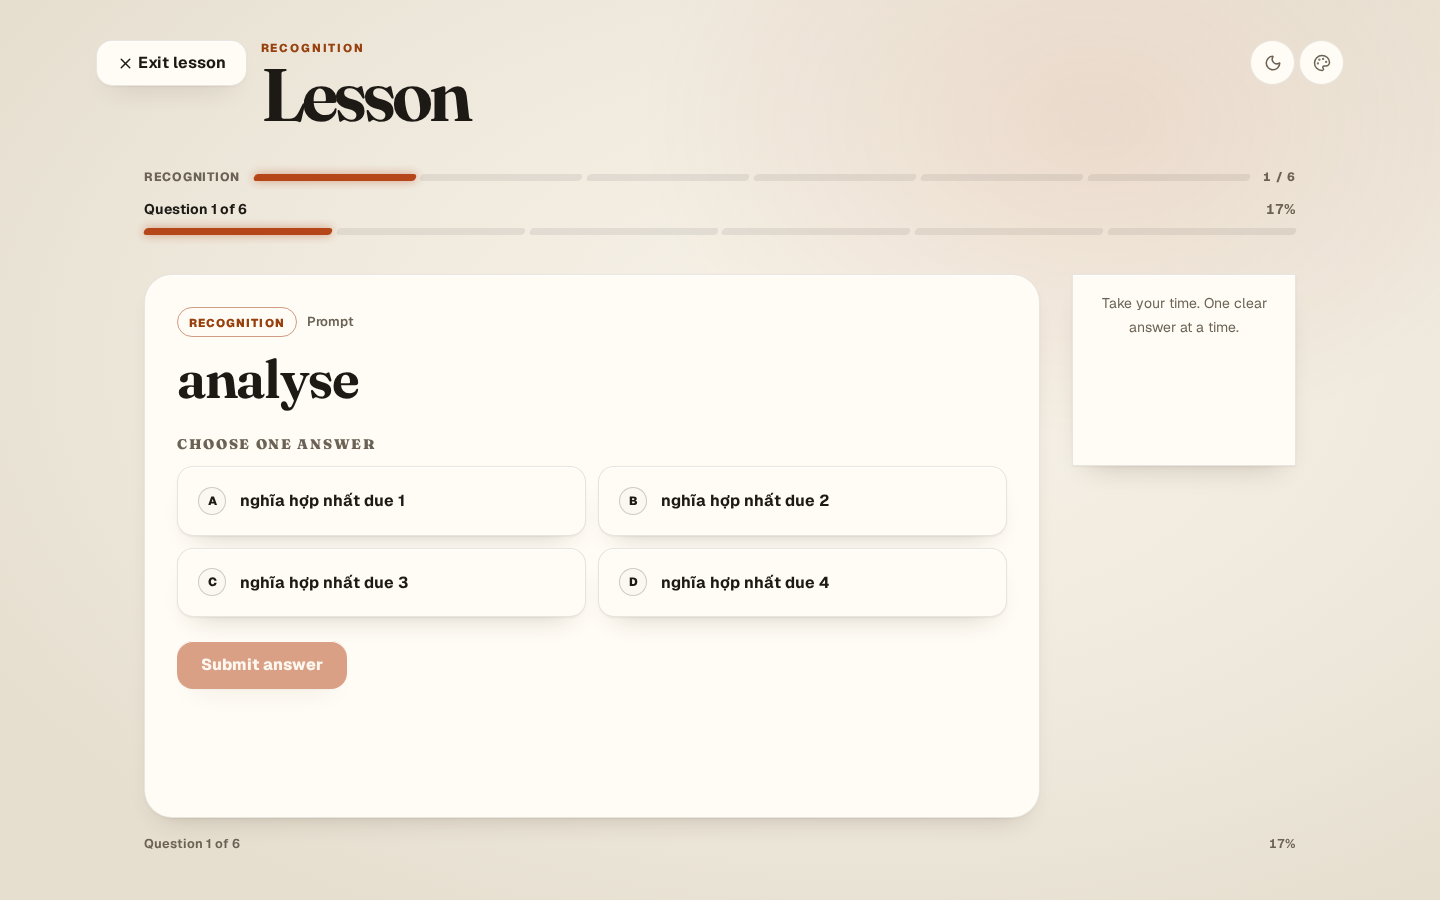 Exit lesson
RECOGNITION
Lesson
RECOGNITION
1 / 6
Question 1 of 6
17%
RECOGNITION
Prompt
analyse
CHOOSE ONE ANSWER
A nghĩa hợp nhất due 1
B nghĩa hợp nhất due 2
C nghĩa hợp nhất due 3
D nghĩa hợp nhất due 4
Submit answer
Take your time. One clear
answer at a time.
Question 1 of 6
17%